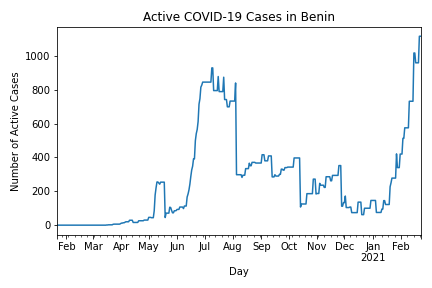 Active COVID-19 Cases in Benin
Number of Active Cases
1000
800
600
400
200
0
Feb Mar Apr May Jun Jul Aug Sep Oct Nov Dec Jan Feb
2021
Day